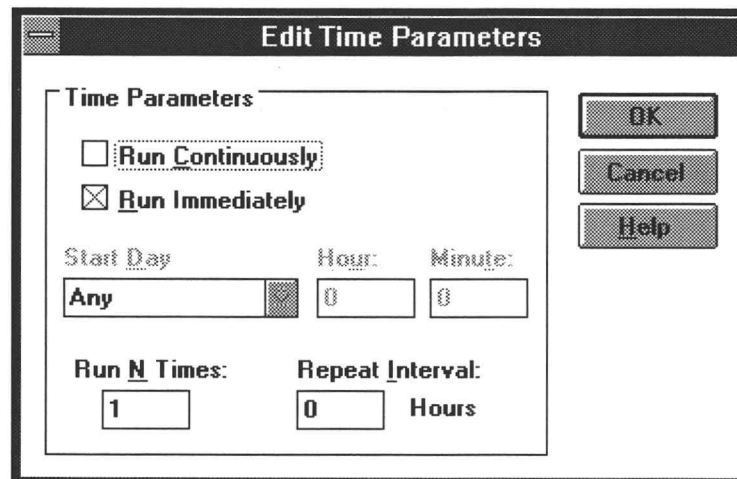 Edit Time Parameters
Time Parameters
Run Continuously
Run Immediately
Start Day Hour: Minute:
Any 0 0
Run N Times: Repeat Interval:
1 0 Hours
OK
Cancel
Help